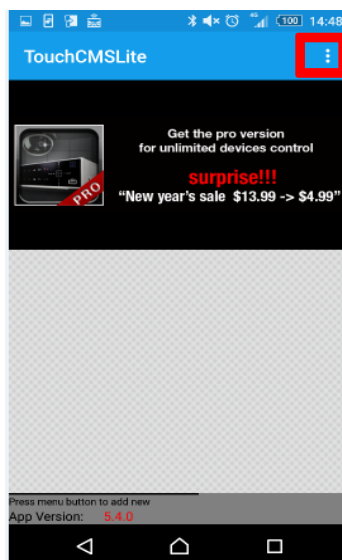 4G 100 14:48
TouchCMSLite
Get the pro version
for unlimited devices control
surprise!!!
“New year’s sale $13.99 -> $4.99”
PRO
Press menu button to add new
App Version: 5.4.0